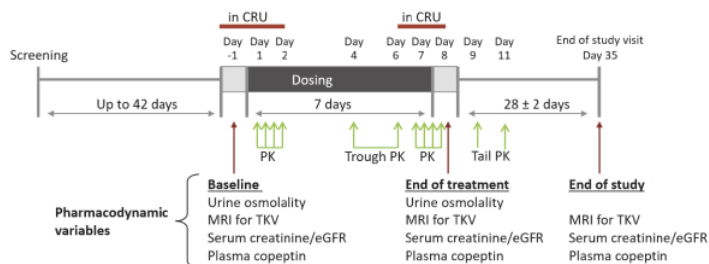 in CRU in CRU
Day -1 Day 1 Day 2 Day 4 Day 6 Day 7 Day 8 Day 9 Day 11 End of study visit Day 35
Screening
Dosing
Up to 42 days 7 days 28 ± 2 days
PK Trough PK PK Tail PK
Pharmacodynamic variables
Baseline
Urine osmolality
MRI for TKV
Serum creatinine/eGFR
Plasma copeptin
End of treatment
Urine osmolality
MRI for TKV
Serum creatinine/eGFR
Plasma copeptin
End of study
MRI for TKV
Serum creatinine/eGFR
Plasma copeptin